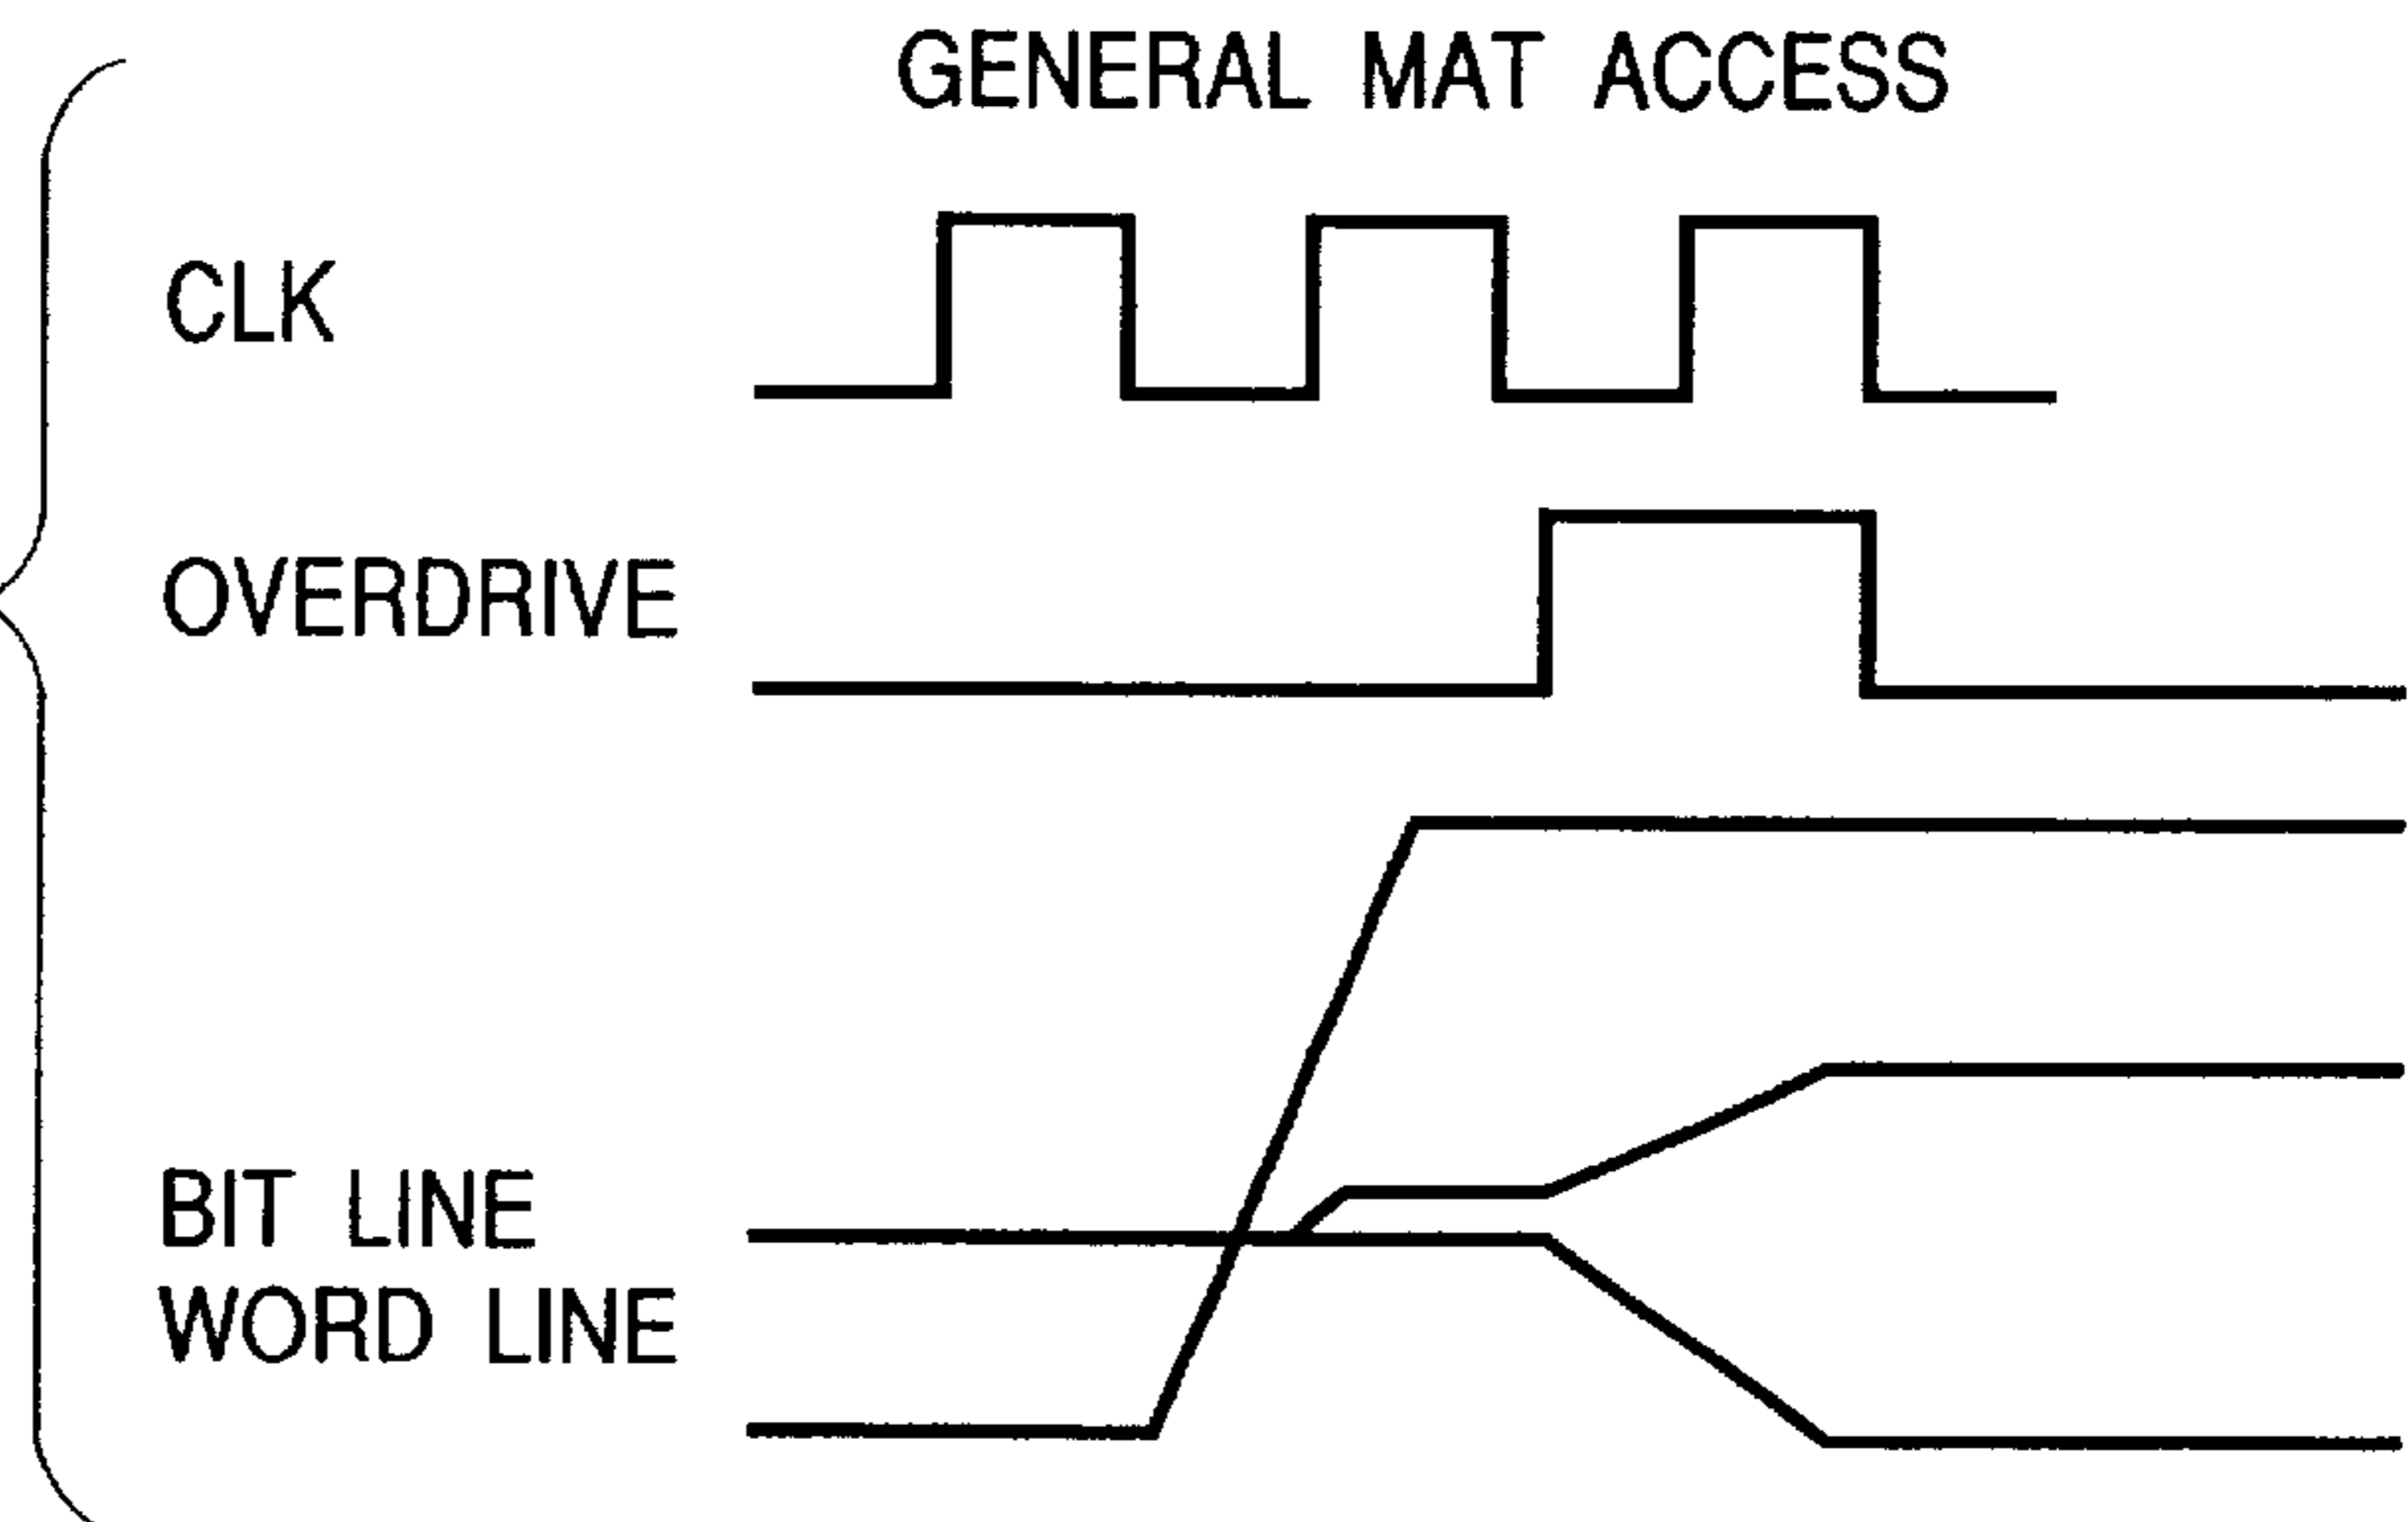 GENERAL MAT ACCESS
CLK
OVERDRIVE
BIT LINE
WORD LINE